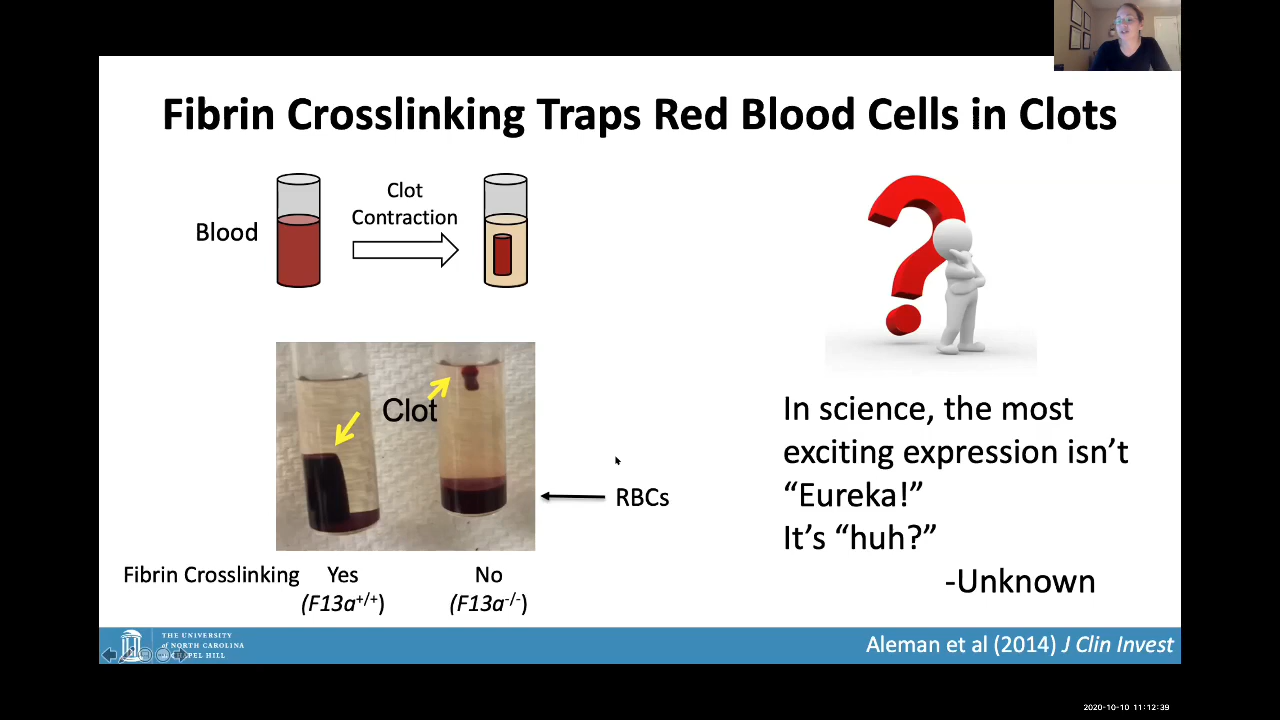 Fibrin Crosslinking Traps Red Blood Cells in Clots
Blood
Clot
Contraction
Clot
RBCs
Fibrin Crosslinking Yes No
(F13a+/+) (F13a-/-)
In science, the most
exciting expression isn’t
“Eureka!”
It’s “huh?”
-Unknown
THE UNIVERSITY
of NORTH CAROLINA
Aleman et al (2014) J Clin Invest
2020-10-10 11:12:39